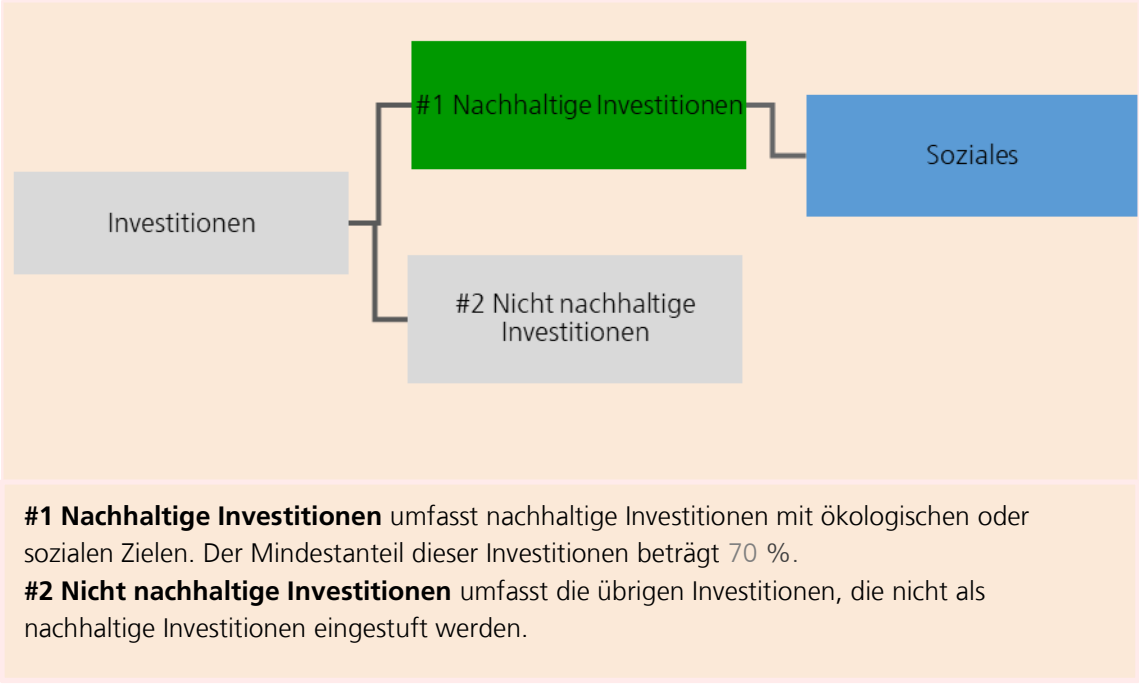 #1 Nachhaltige Investitionen
Soziales
Investitionen
#2 Nicht nachhaltige
Investitionen
#1 Nachhaltige Investitionen umfasst nachhaltige Investitionen mit ökologischen oder
sozialen Zielen. Der Mindestanteil dieser Investitionen beträgt 70 %.
#2 Nicht nachhaltige Investitionen umfasst die übrigen Investitionen, die nicht als
nachhaltige Investitionen eingestuft werden.